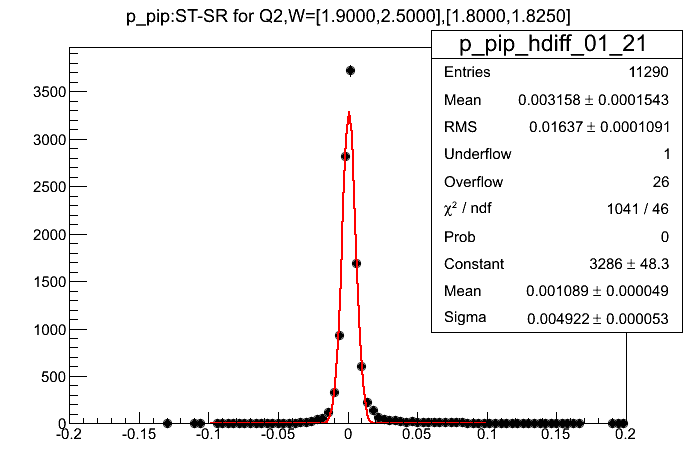 p_pip:ST-SR for Q2,W=[1.9000,2.5000],[1.8000,1.8250]
p_pip_hdiff_01_21
Entries 11290
Mean 0.003158 ± 0.0001543
RMS 0.01637 ± 0.0001091
Underflow 1
Overflow 26
χ² / ndf 1041 / 46
Prob 0
Constant 3286 ± 48.3
Mean 0.001089 ± 0.000049
Sigma 0.004922 ± 0.000053
3500
3000
2500
2000
1500
1000
500
0
-0.2 -0.15 -0.1 -0.05 0 0.05 0.1 0.15 0.2